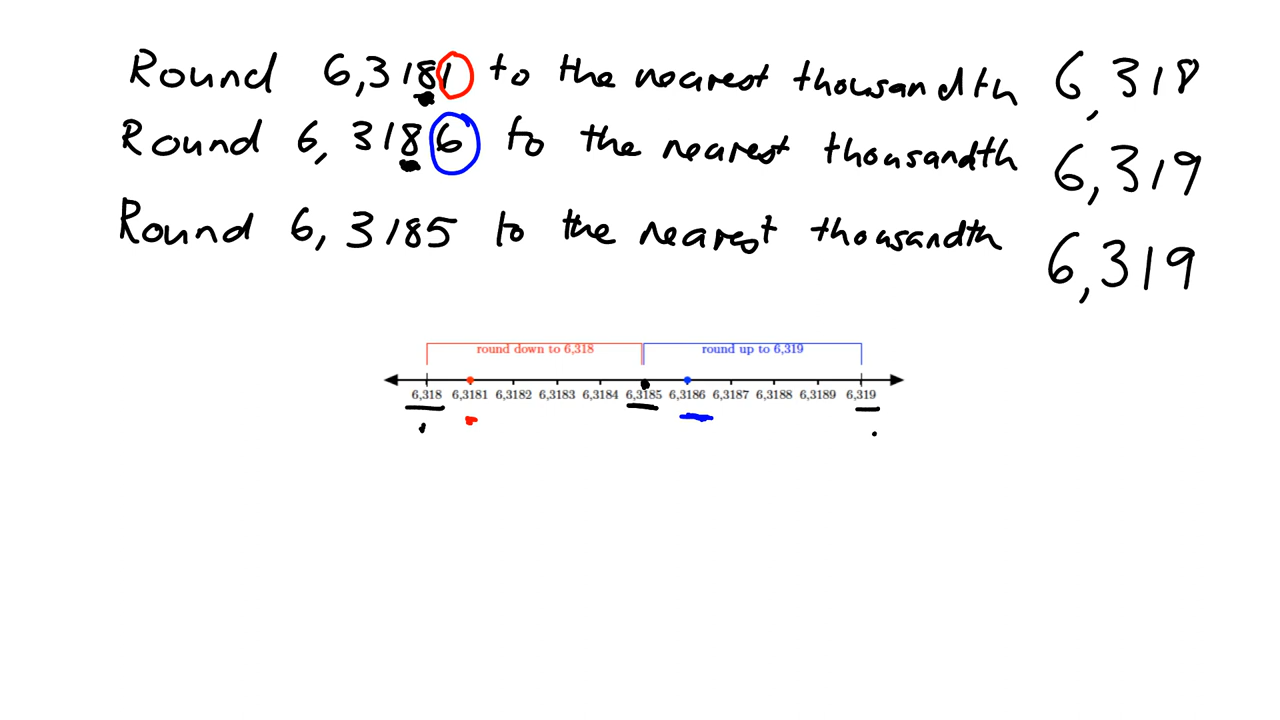 Round 6,3181 to the nearest thousandth 6,318
Round 6,3186 to the nearest thousandth 6,319
Round 6,3185 to the nearest thousandth 6,319
round down to 6,318 round up to 6,319
6,318 6,3181 6,3182 6,3183 6,3184 6,3185 6,3186 6,3187 6,3188 6,3189 6,319